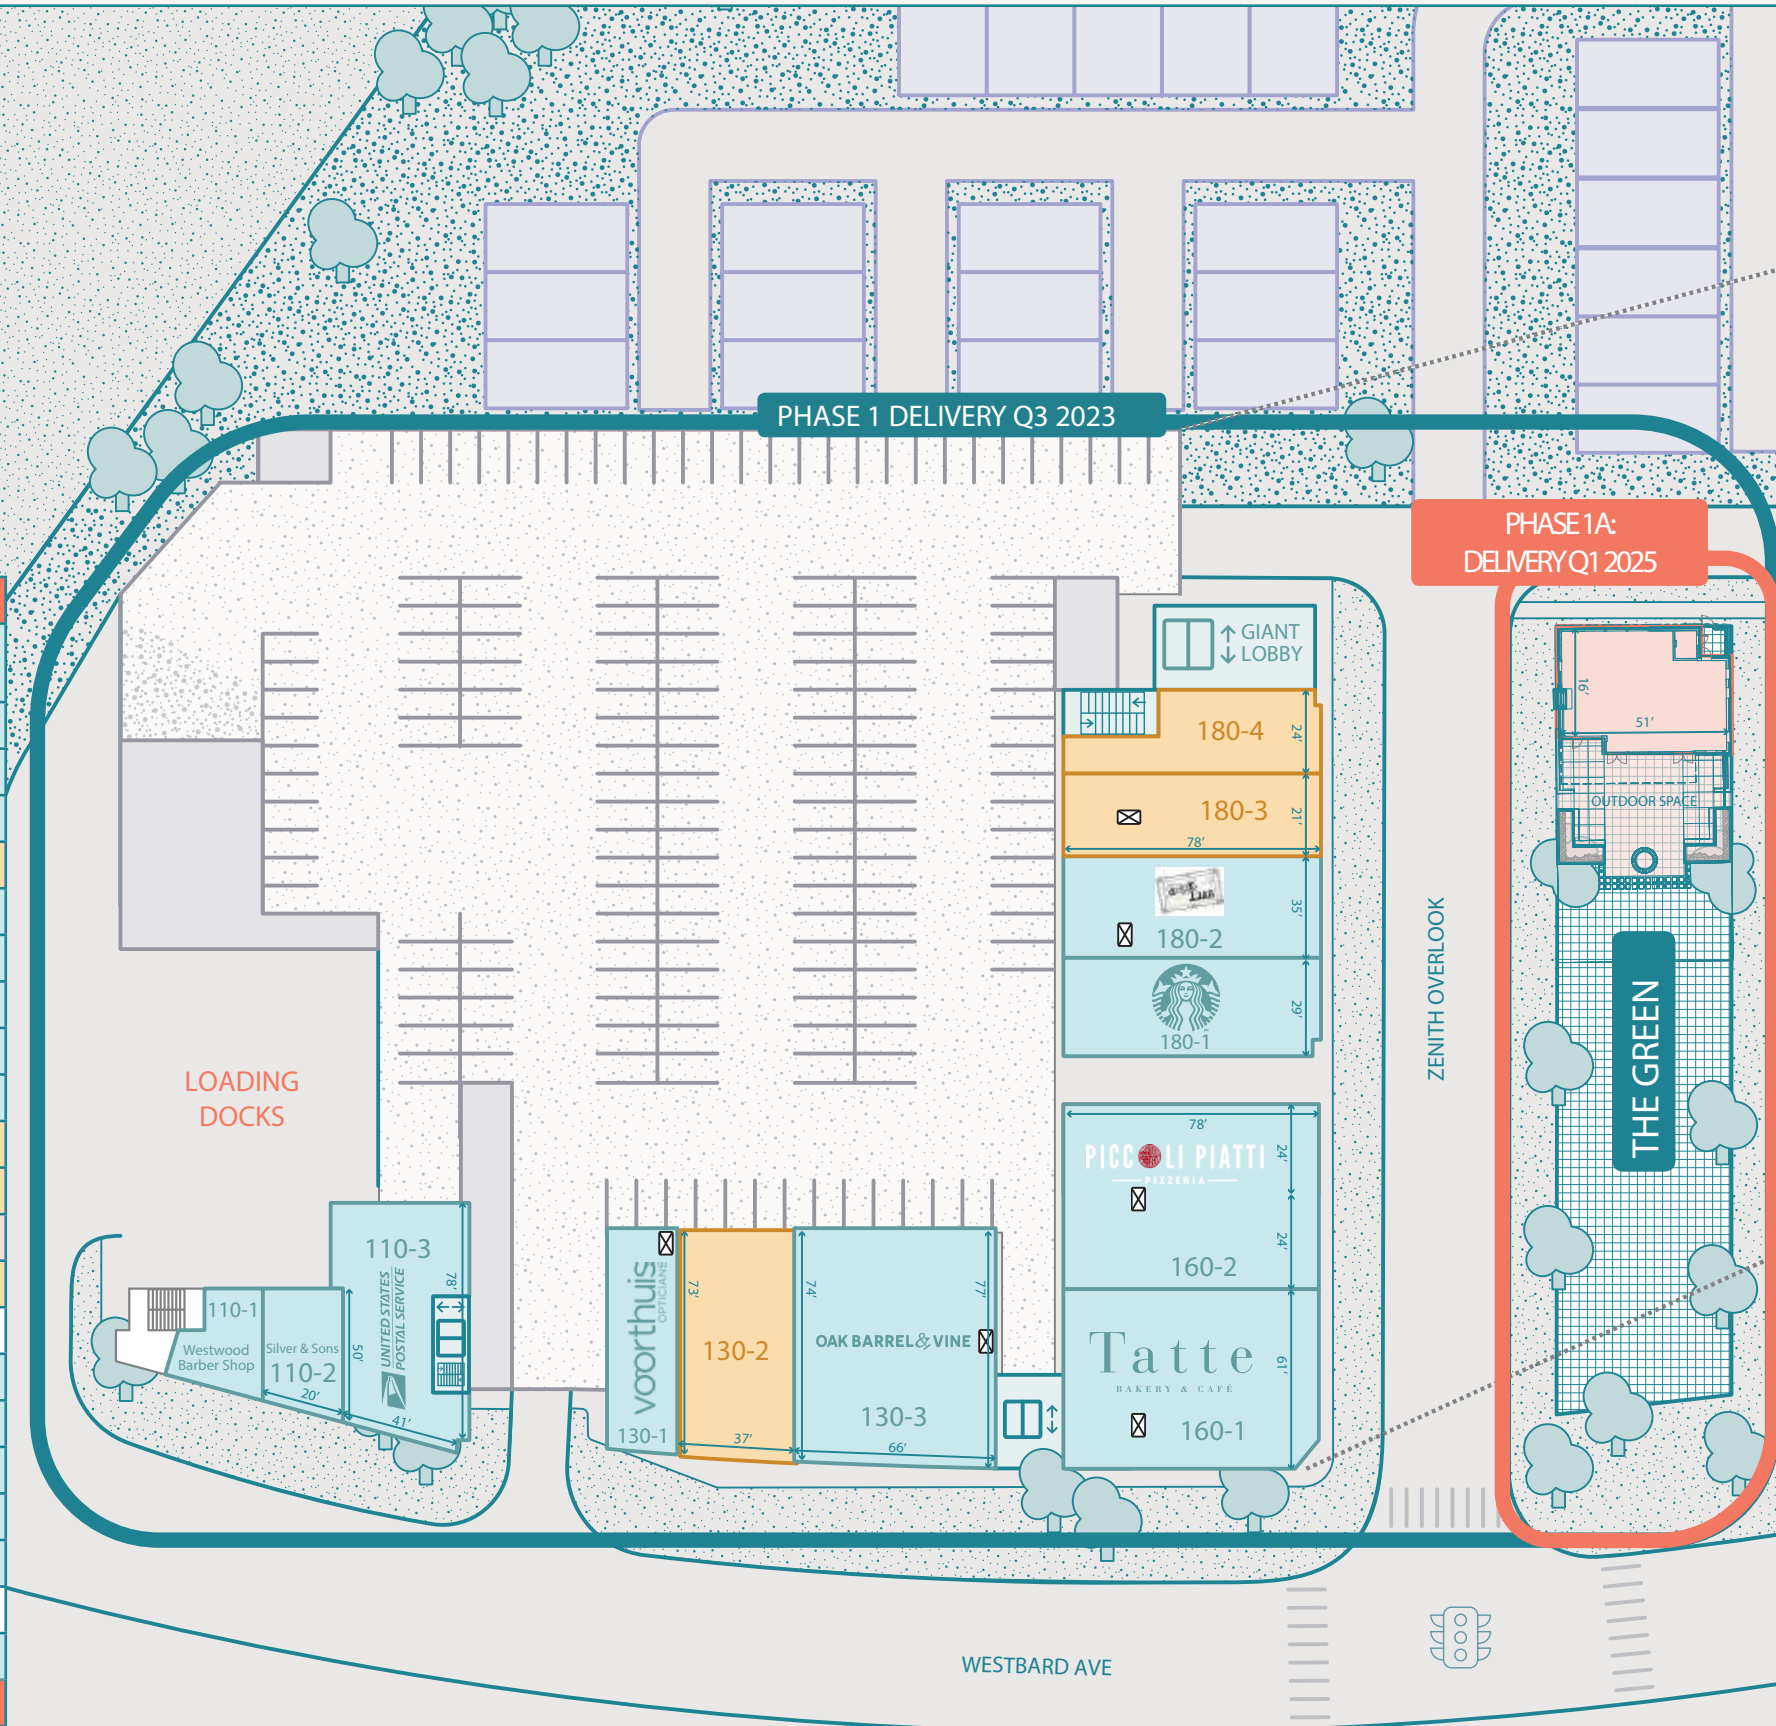 PHASE 1 DELIVERY Q3 2023
PHASE 1A:
DELIVERY Q1 2025
GIANT
LOBBY
180-4
24'
180-3
21'
78'
35'
180-2
29'
180-1
16'
51'
OUTDOOR SPACE
ZENITH OVERLOOK
THE GREEN
LOADING
DOCKS
78'
PICCOLI PIATTI
PIZZERIA
24'
24'
160-2
Tatte
BAKERY & CAFÉ
61'
160-1
110-3
UNITED STATES
POSTAL SERVICE
78'
110-1
Westwood
Barber Shop
Silver & Sons
110-2
50'
20'
41'
voorthuis
OPTICIANS
130-1
73'
130-2
37'
74'
77'
OAK BARREL & VINE
130-3
66'
WESTBARD AVE